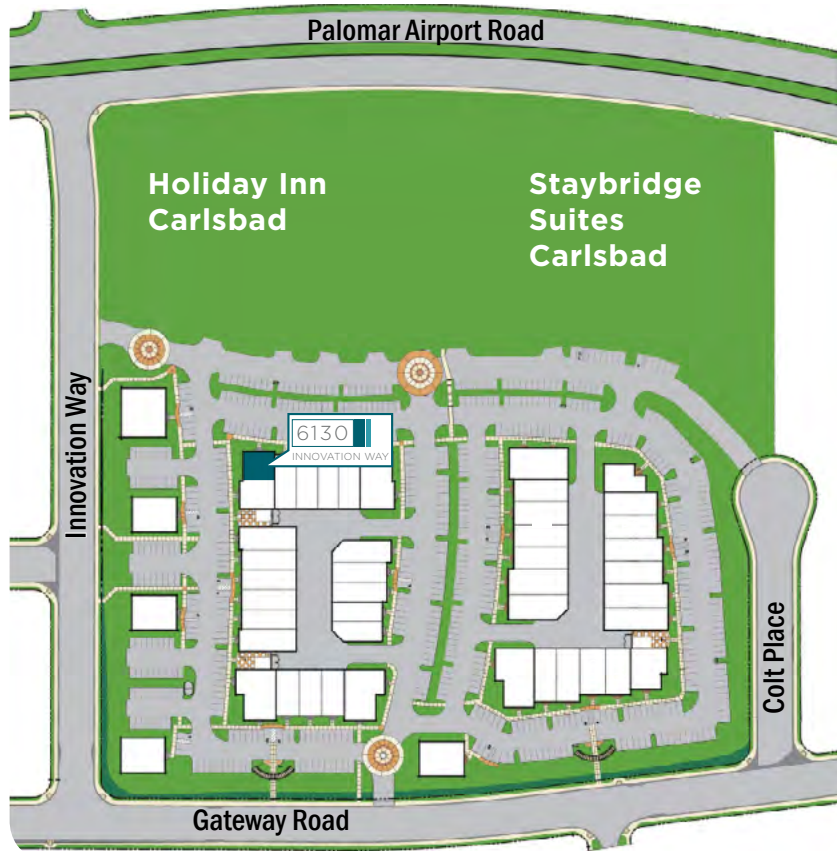 Palomar Airport Road
Holiday Inn
Carlsbad
Staybridge
Suites
Carlsbad
Innovation Way
6130
INNOVATION WAY
Colt Place
Gateway Road